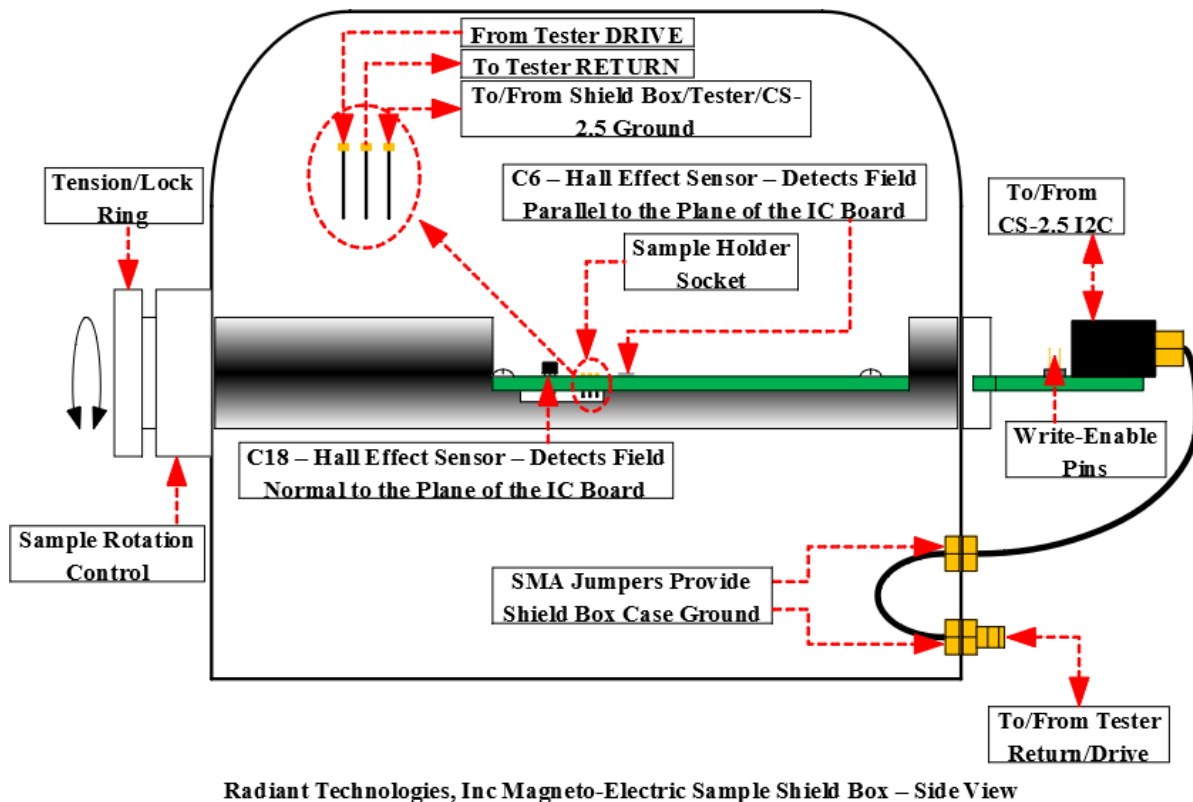 From Tester DRIVE
To Tester RETURN
To/From Shield Box/Tester/CS-
2.5 Ground
Tension/Lock
Ring
C6 – Hall Effect Sensor – Detects Field
Parallel to the Plane of the IC Board
To/From
CS-2.5 I2C
Sample Holder
Socket
C18 – Hall Effect Sensor – Detects Field
Normal to the Plane of the IC Board
Write-Enable
Pins
Sample Rotation
Control
SMA Jumpers Provide
Shield Box Case Ground
To/From Tester
Return/Drive
Radiant Technologies, Inc Magneto-Electric Sample Shield Box – Side View